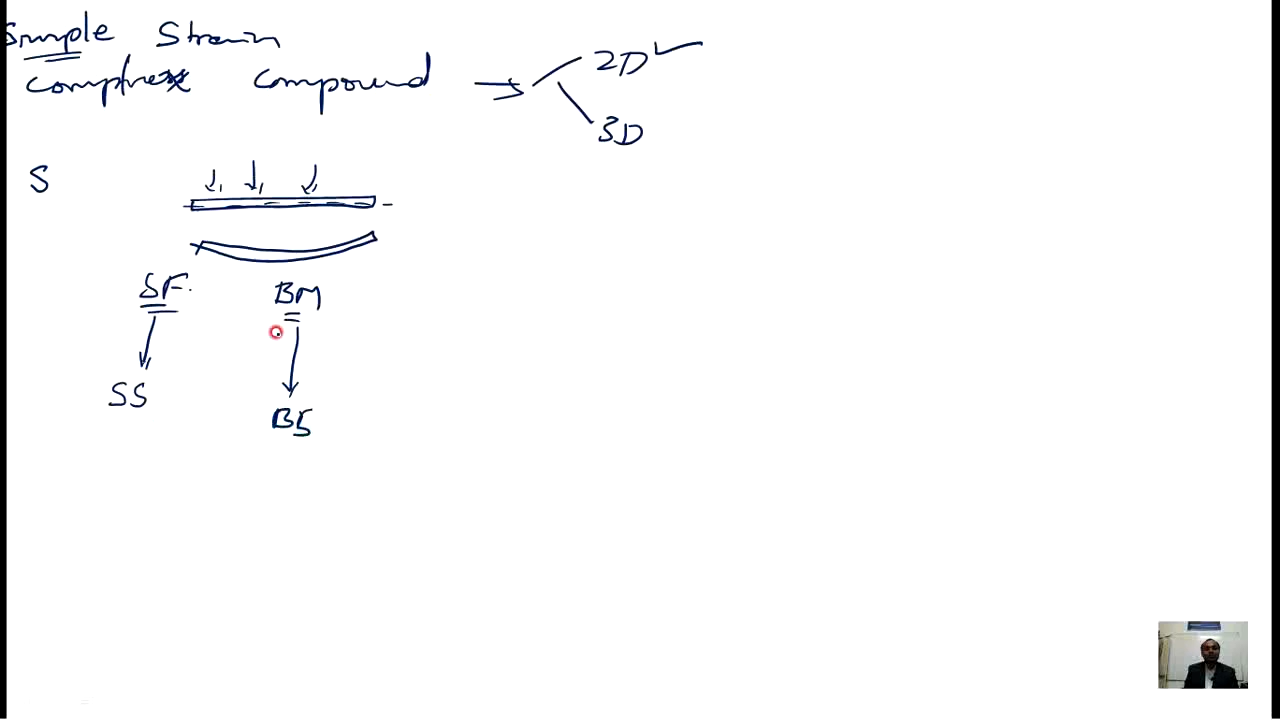 Simple Strain
complex compound → 2D ✓
3D
S
SF. BM
SS BS